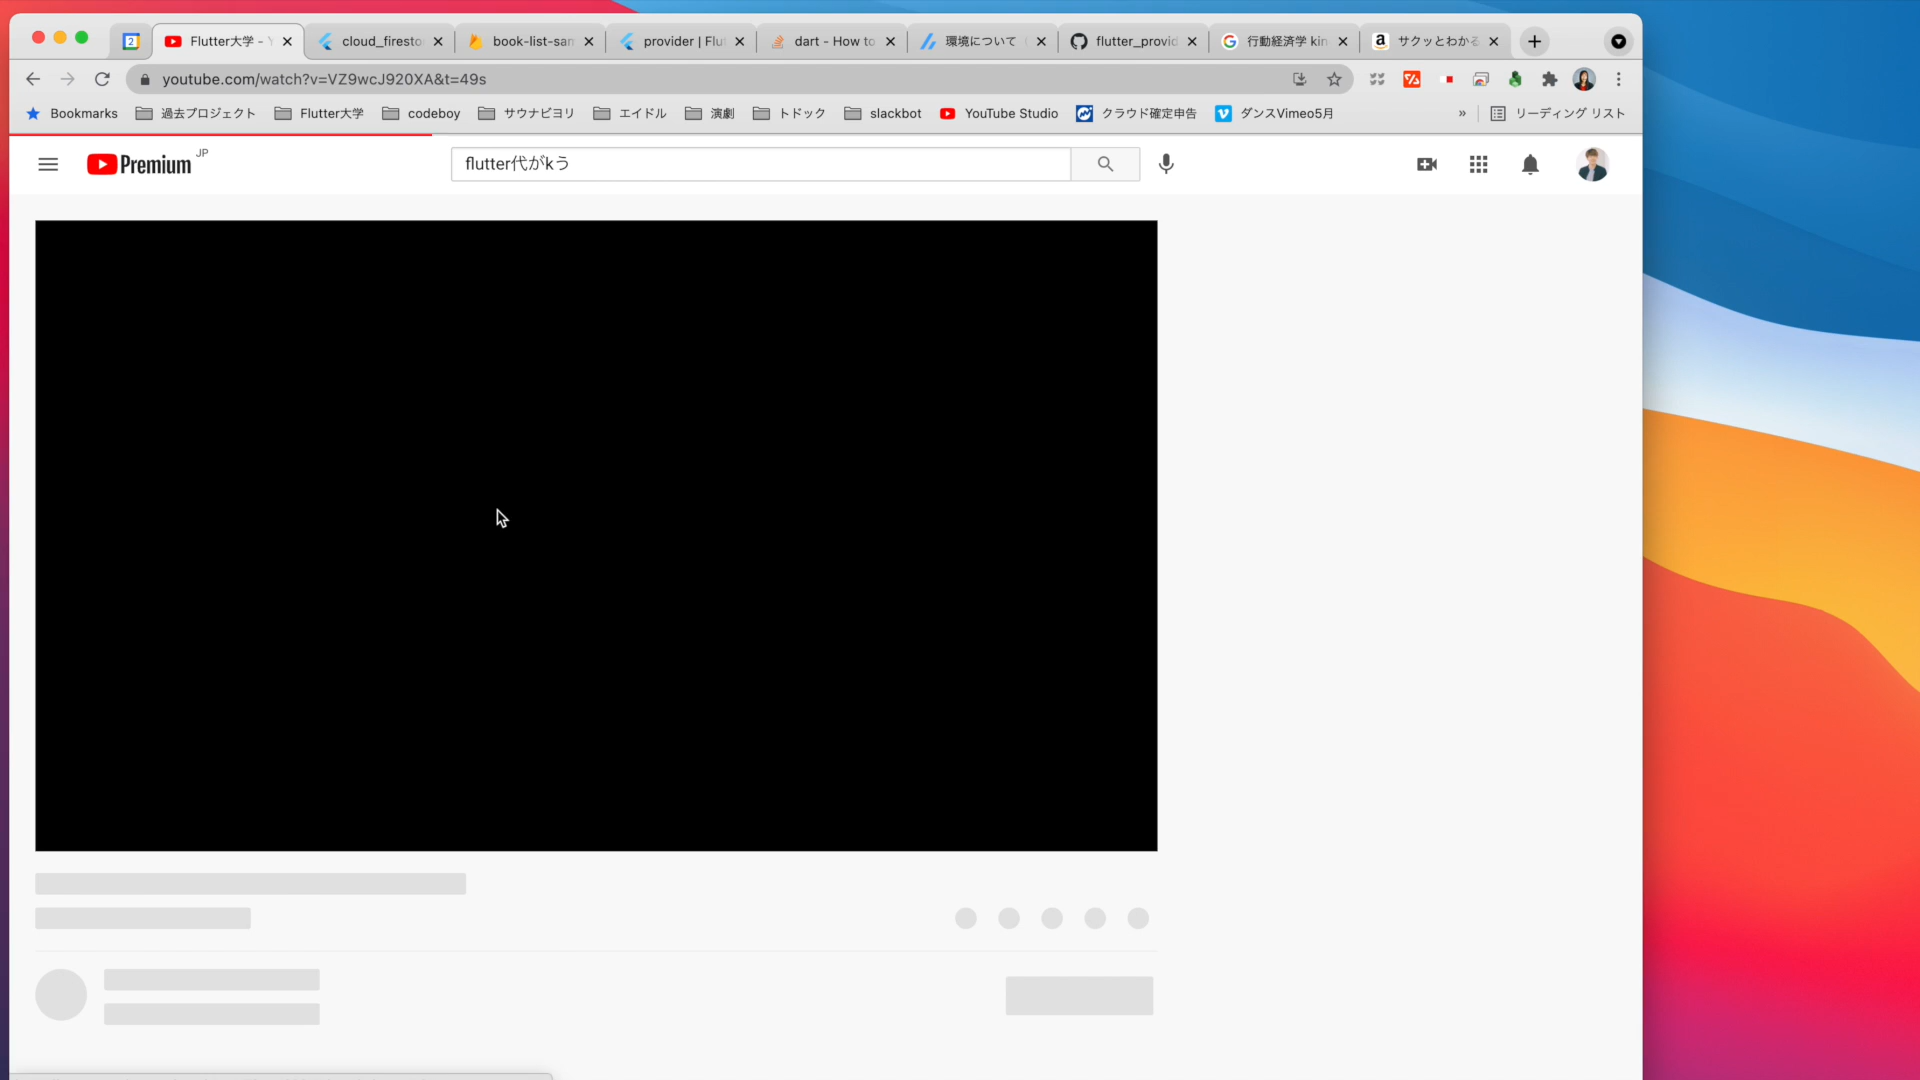 2
Flutter大学 - Y
cloud_firesto
book-list-sam
provider | Flu
dart - How to
環境について
flutter_provid
行動経済学 kin
サクッとわかる
youtube.com/watch?v=VZ9wcJ920XA&t=49s
Bookmarks
過去プロジェクト
Flutter大学
codeboy
サウナビヨリ
エイドル
演劇
トドック
slackbot
YouTube Studio
クラウド確定申告
ダンスVimeo5月
»
リーディング リスト
Premium JP
flutter代がkう